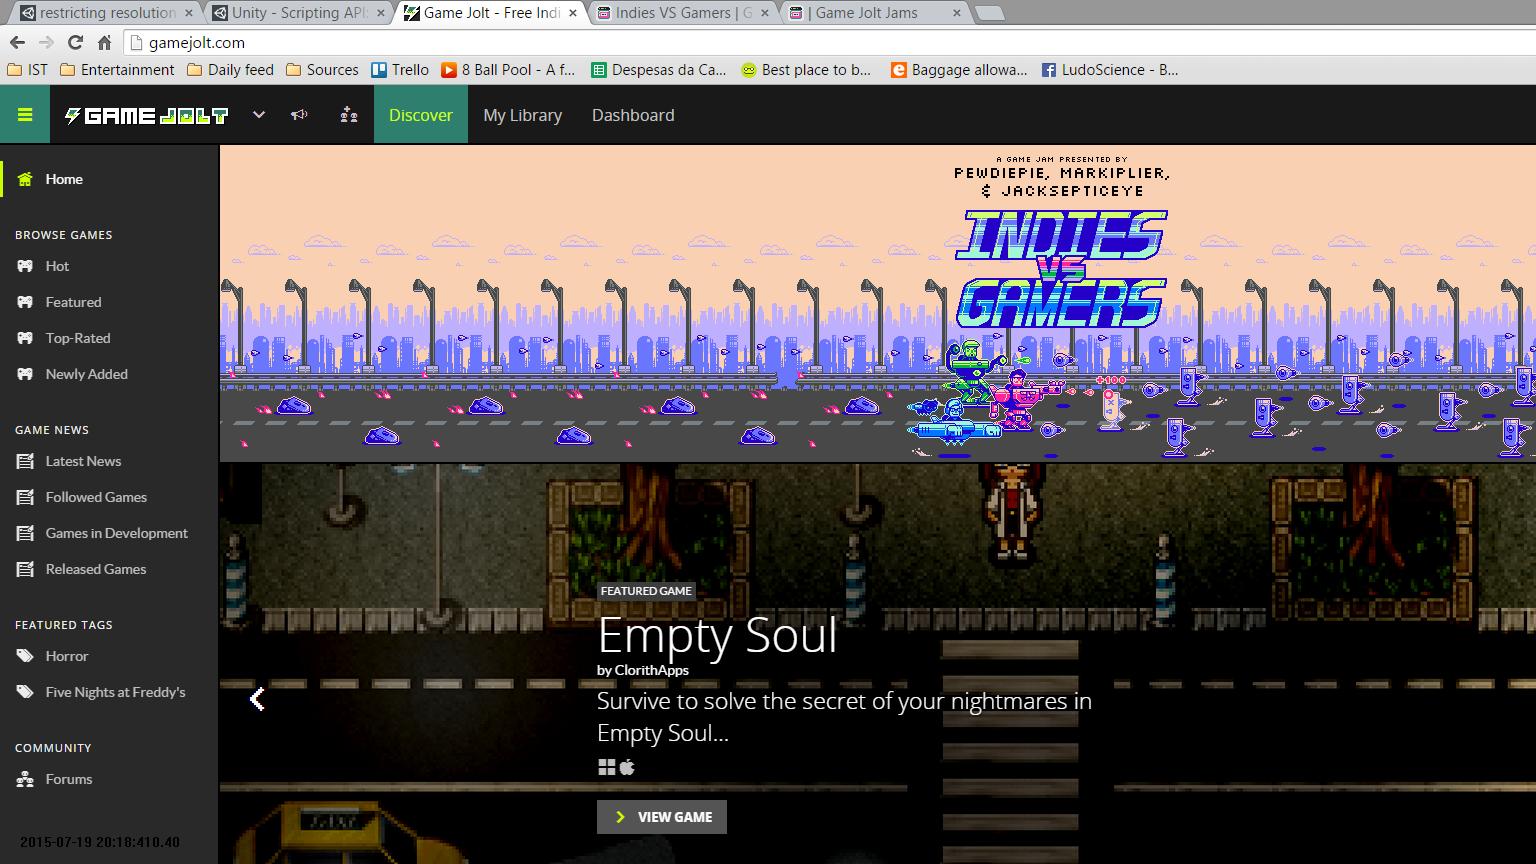 restricting resolution
Unity - Scripting API:
Game Jolt - Free Indi
Indies VS Gamers | G
| Game Jolt Jams
gamejolt.com
IST
Entertainment
Daily feed
Sources
Trello
8 Ball Pool - A f...
Despesas da Ca...
Best place to b...
Baggage allowa...
LudoScience - B...
GAME JOLT
Discover
My Library
Dashboard
Home
BROWSE GAMES
Hot
Featured
Top-Rated
Newly Added
GAME NEWS
Latest News
Followed Games
Games in Development
Released Games
FEATURED TAGS
Horror
Five Nights at Freddy's
COMMUNITY
Forums
2015-07-19 20:18:410.40
A GAME JAM PRESENTED BY
PEWDIEPIE, MARKIPLIER,
& JACKSEPTICEYE
INDIES
VS
GAMERS
+100
FEATURED GAME
Empty Soul
by ClorithApps
Survive to solve the secret of your nightmares in
Empty Soul...
VIEW GAME